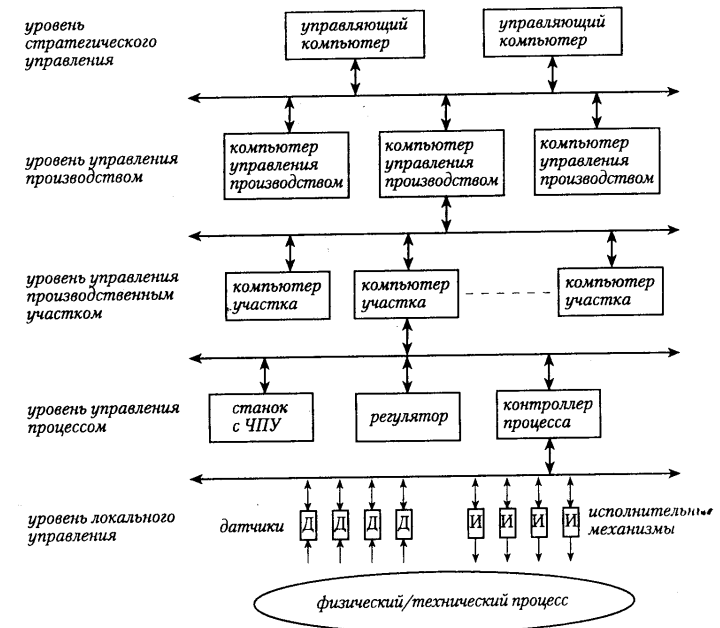 уровень
стратегического
управления
управляющий
компьютер
управляющий
компьютер
уровень управления
производством
компьютер
управления
производством
компьютер
управления
производством
компьютер
управления
производством
уровень управления
производственным
участком
компьютер
участка
компьютер
участка
компьютер
участка
уровень управления
процессом
станок
с ЧПУ
регулятор
контроллер
процесса
уровень локального
управления
датчики
Д
Д
Д
Д
И
И
И
И
исполнительные
механизмы
физический/технический процесс